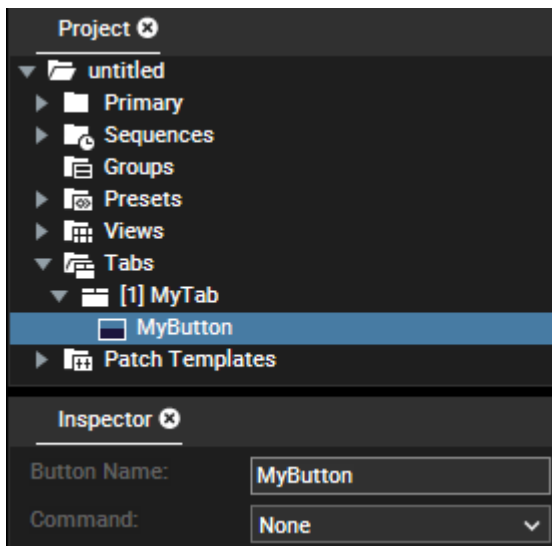 Project
untitled
Primary
Sequences
Groups
Presets
Views
Tabs
[1] MyTab
MyButton
Patch Templates
Inspector
Button Name: MyButton
Command: None